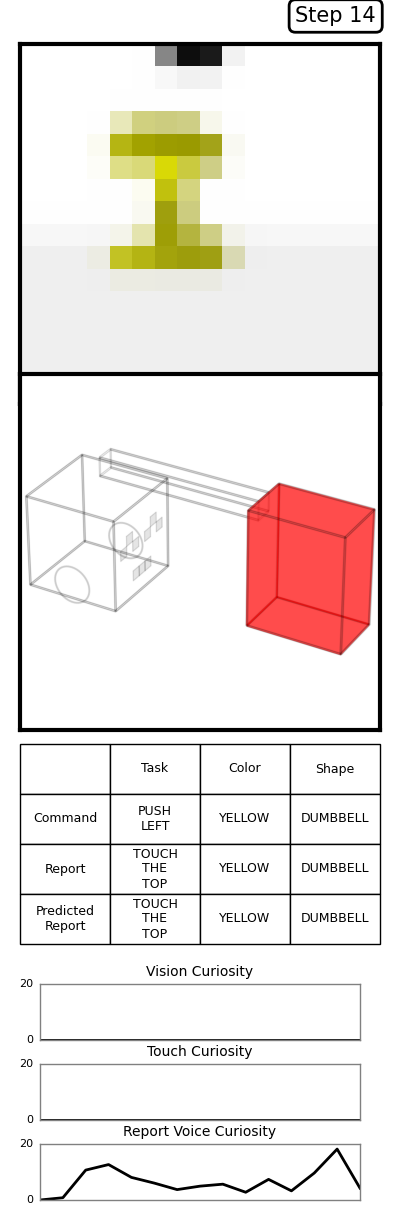 Step 14
Task Color Shape
Command PUSH LEFT YELLOW DUMBBELL
Report TOUCH THE TOP YELLOW DUMBBELL
Predicted Report TOUCH THE TOP YELLOW DUMBBELL
Vision Curiosity
20
0
Touch Curiosity
20
0
Report Voice Curiosity
20
0